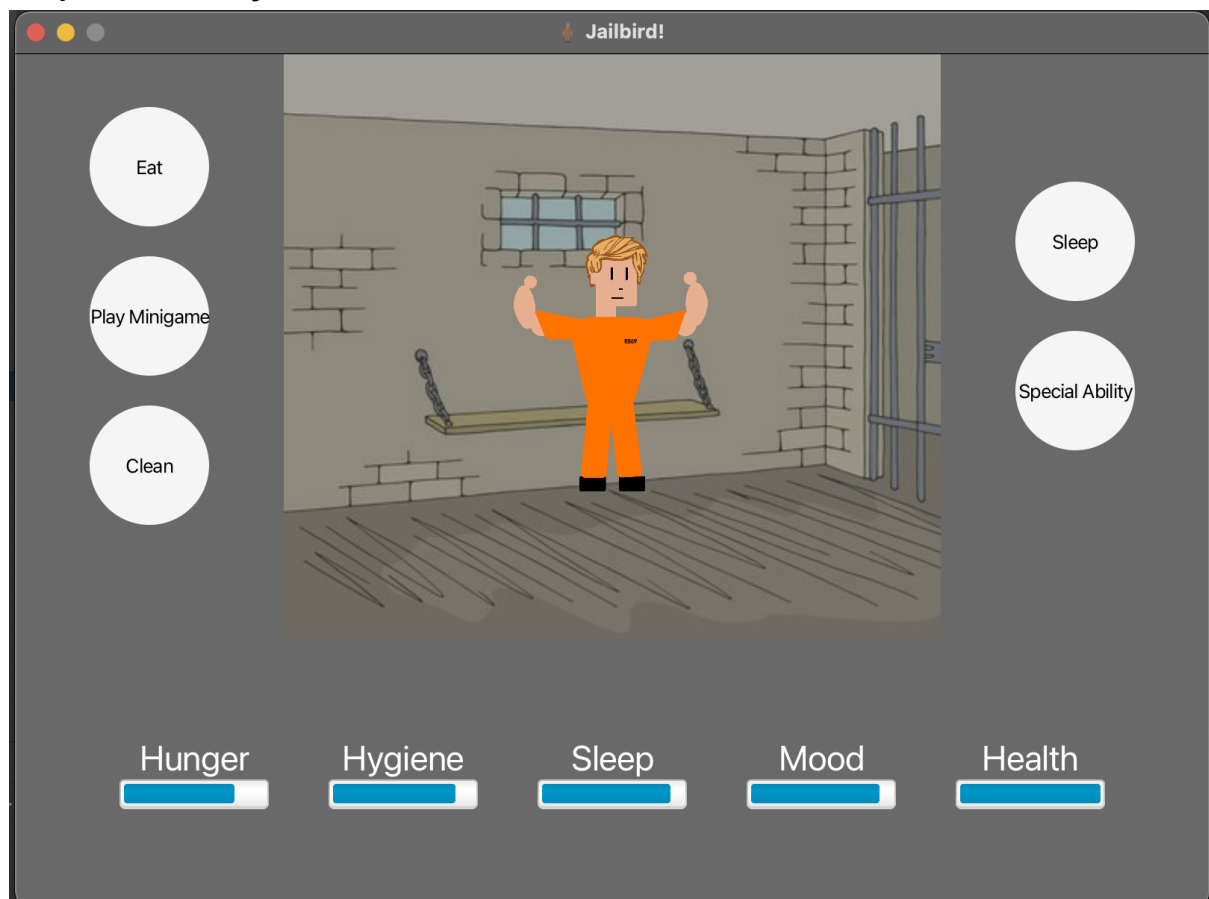 Jailbird!
Eat
Play Minigame
Clean
Sleep
Special Ability
Hunger
Hygiene
Sleep
Mood
Health